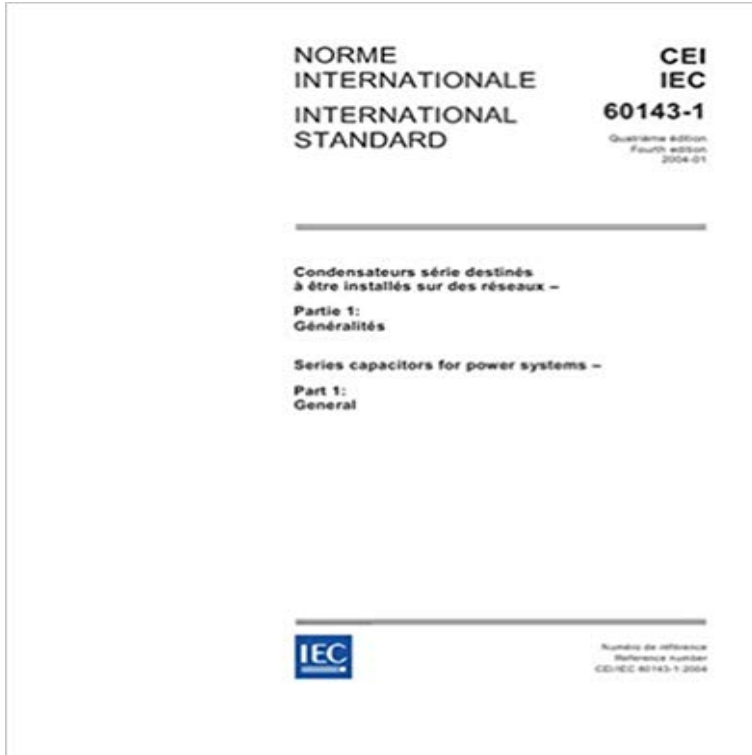 NORME
INTERNATIONALE
INTERNATIONAL
STANDARD
CEI
IEC
60143-1
Quatrième édition
Fourth edition
2004-01
Condensateurs série destinés
à être installés sur des réseaux –
Partie 1:
Généralités
Series capacitors for power systems –
Part 1:
General
IEC
Numéro de référence
Reference number
CEI/IEC 60143-1:2004